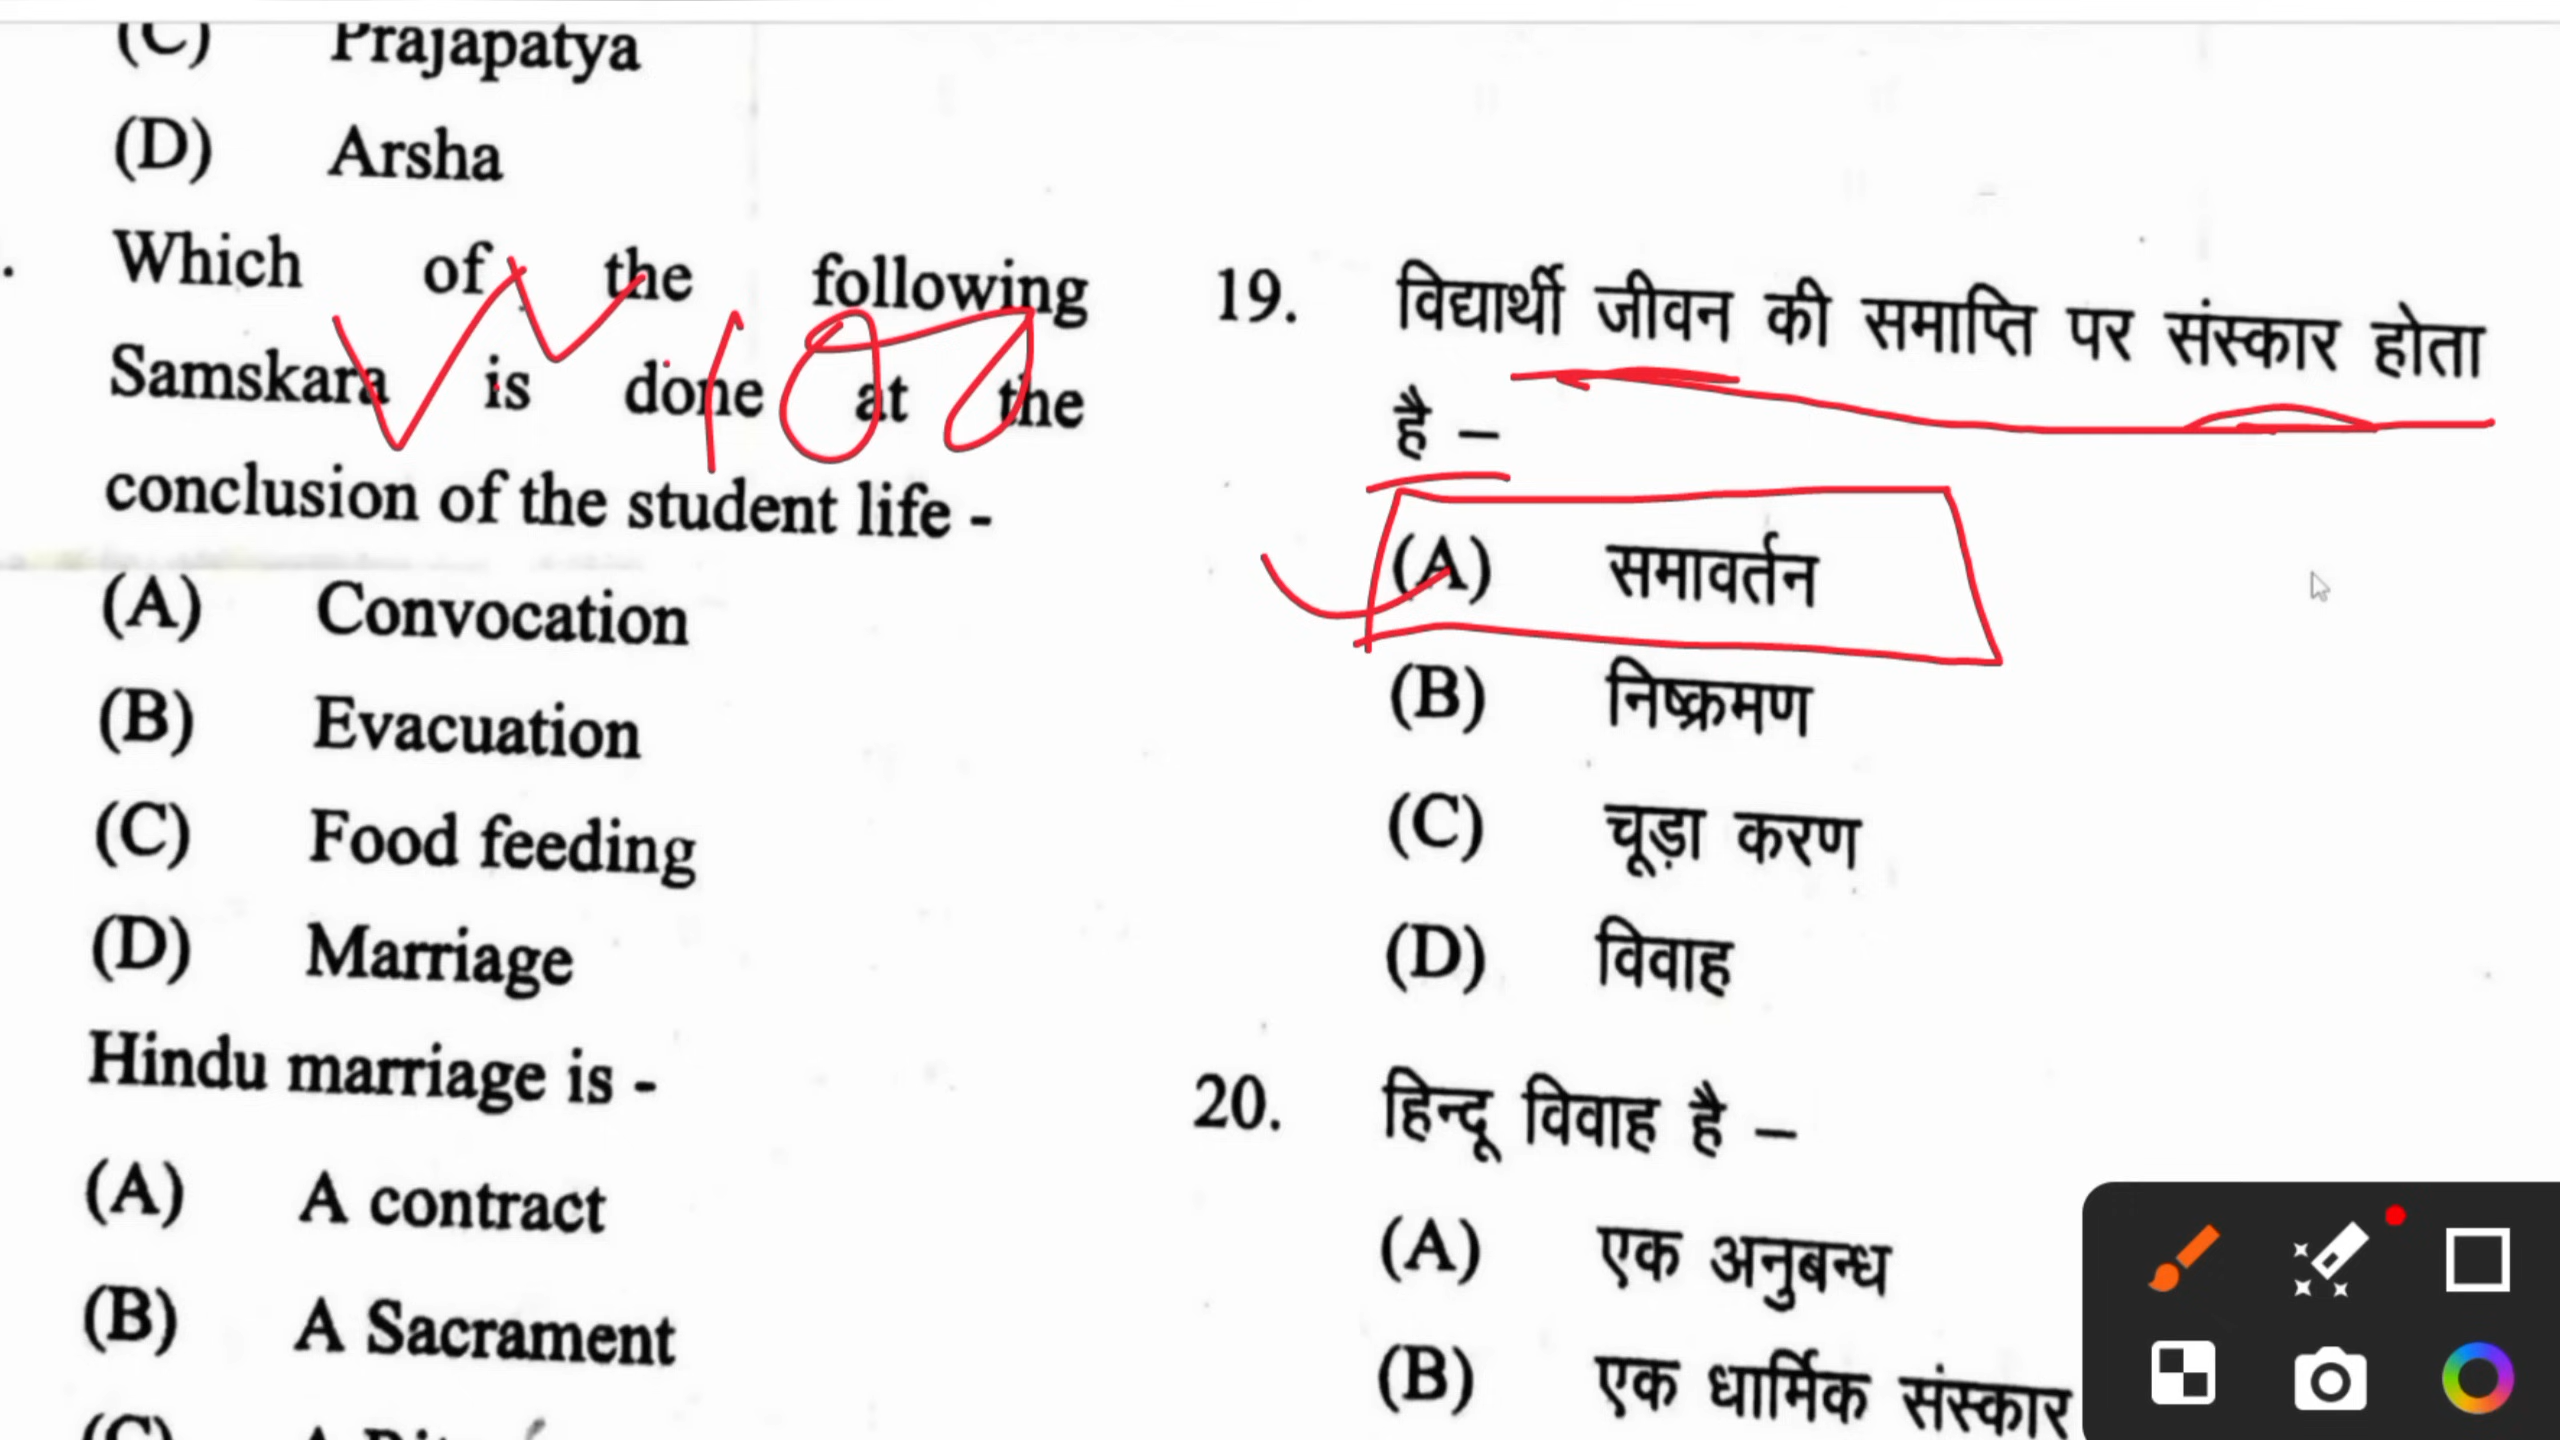 (C) Prajapatya
(D) Arsha
Which of the following
Samskara is done at the
conclusion of the student life -
(A) Convocation
(B) Evacuation
(C) Food feeding
(D) Marriage
Hindu marriage is -
(A) A contract
(B) A Sacrament
(C) A
19. विद्यार्थी जीवन की समाप्ति पर संस्कार होता
है –
(A) समावर्तन
(B) निष्क्रमण
(C) चूड़ा करण
(D) विवाह
20. हिन्दू विवाह है –
(A) एक अनुबन्ध
(B) एक धार्मिक संस्कार